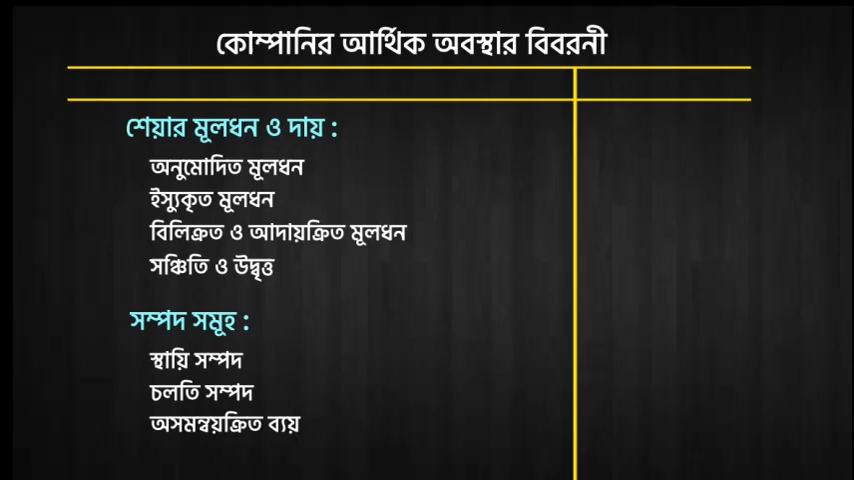 কোম্পানির আর্থিক অবস্থার বিবরনী
শেয়ার মূলধন ও দায় :
অনুমোদিত মূলধন
ইস্যুকৃত মূলধন
বিলিক্রত ও আদায়ক্রিত মূলধন
সঞ্চিতি ও উদ্বৃত্ত
সম্পদ সমূহ :
স্থায়ি সম্পদ
চলতি সম্পদ
অসমন্বয়ক্রিত ব্যয়